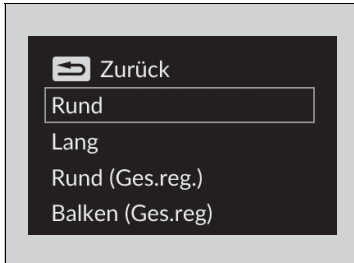 Zurück
Rund
Lang
Rund (Ges.reg.)
Balken (Ges.reg)